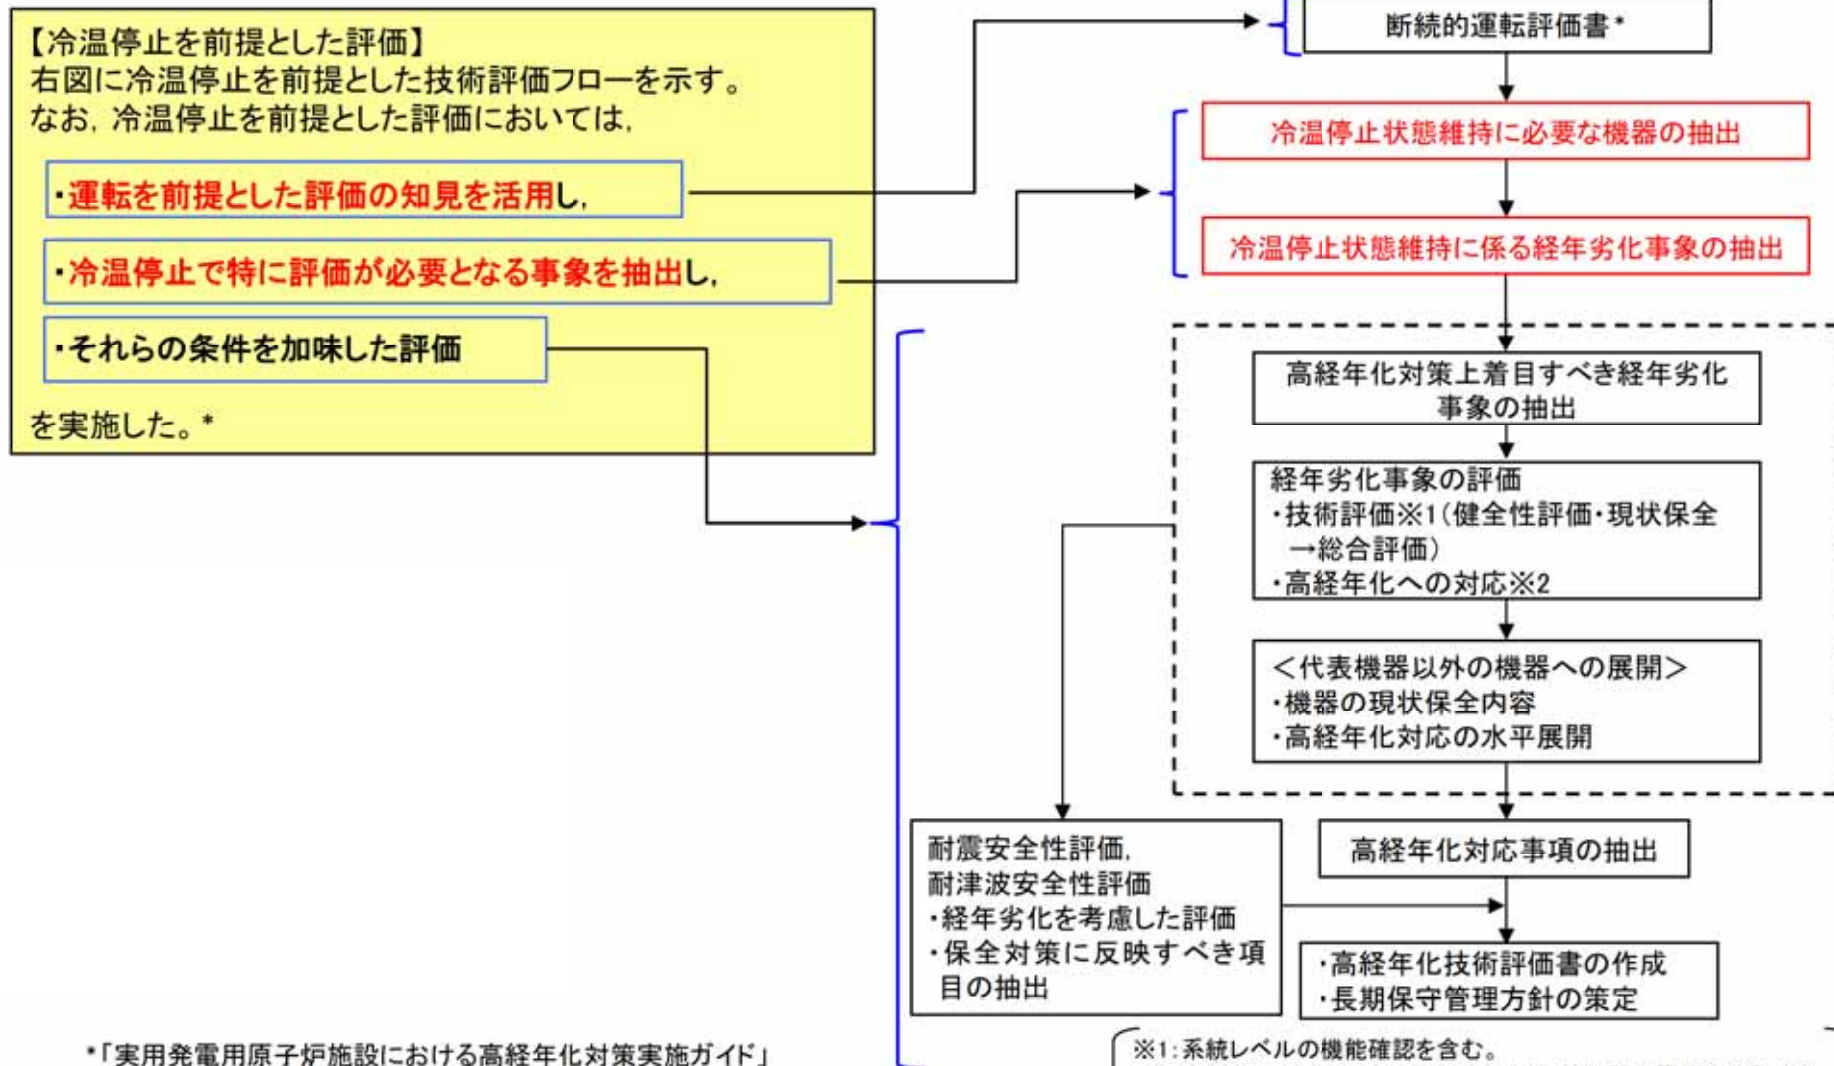 【冷温停止を前提とした評価】
右図に冷温停止を前提とした技術評価フローを示す。
なお，冷温停止を前提とした評価においては，
・運転を前提とした評価の知見を活用し，
・冷温停止で特に評価が必要となる事象を抽出し，
・それらの条件を加味した評価
を実施した。*
断続的運転評価書*
冷温停止状態維持に必要な機器の抽出
冷温停止状態維持に係る経年劣化事象の抽出
高経年化対策上着目すべき経年劣化
事象の抽出
経年劣化事象の評価
・技術評価※1（健全性評価・現状保全
→総合評価）
・高経年化への対応※2
＜代表機器以外の機器への展開＞
・機器の現状保全内容
・高経年化対応の水平展開
耐震安全性評価，
耐津波安全性評価
・経年劣化を考慮した評価
・保全対策に反映すべき項
目の抽出
高経年化対応事項の抽出
・高経年化技術評価書の作成
・長期保守管理方針の策定
*「実用発電用原子炉施設における高経年化対策実施ガイド」
※1：系統レベルの機能確認を含む。